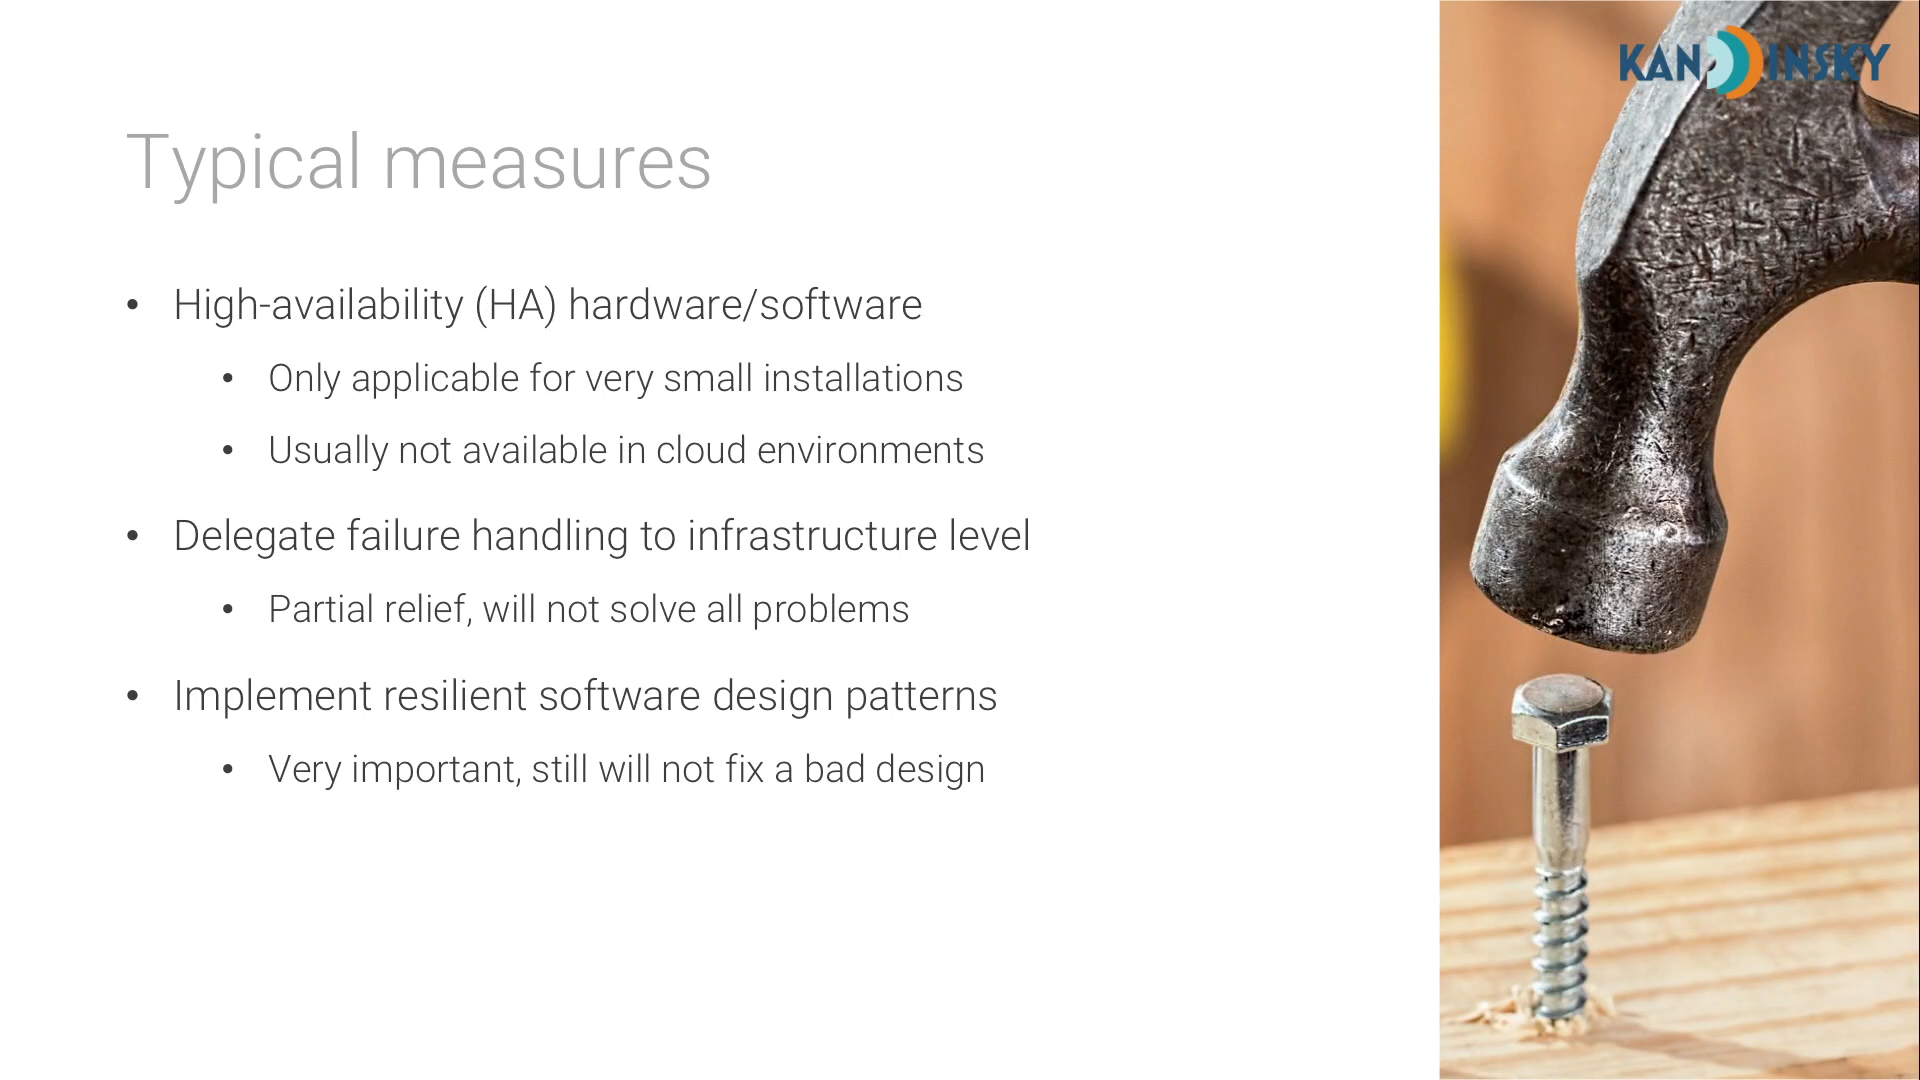 KANDINSKY
Typical measures
• High-availability (HA) hardware/software
• Only applicable for very small installations
• Usually not available in cloud environments
• Delegate failure handling to infrastructure level
• Partial relief, will not solve all problems
• Implement resilient software design patterns
• Very important, still will not fix a bad design